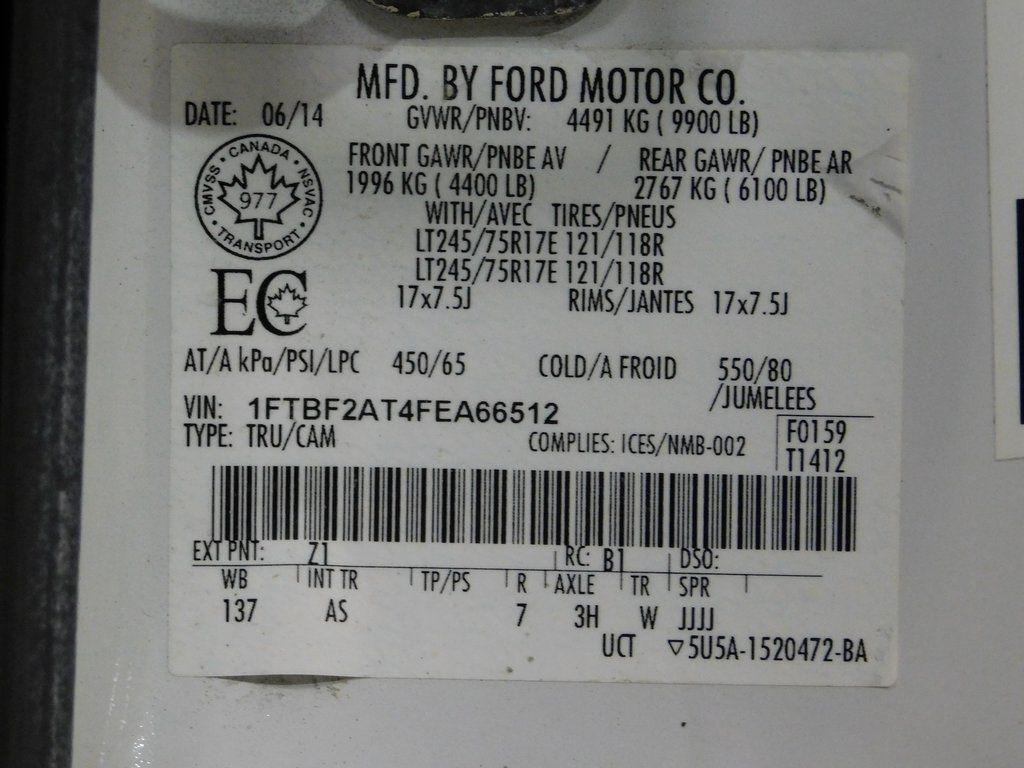 MFD. BY FORD MOTOR CO.
DATE: 06/14 GVWR/PNBV: 4491 KG ( 9900 LB)
CANADA • NSVAC • TRANSPORT • CMVSS •
977
FRONT GAWR/PNBE AV / REAR GAWR/ PNBE AR
1996 KG ( 4400 LB) 2767 KG ( 6100 LB)
WITH/AVEC TIRES/PNEUS
LT245/75R17E 121/118R
LT245/75R17E 121/118R
EC
17x7.5J RIMS/JANTES 17x7.5J
AT/A kPa/PSI/LPC 450/65 COLD/A FROID 550/80
/JUMELEES
VIN: 1FTBF2AT4FEA66512
TYPE: TRU/CAM COMPLIES: ICES/NMB-002
F0159
T1412
EXT PNT: Z1 RC: B1 DSO:
WB INT TR TP/PS R AXLE TR SPR
137 AS 7 3H W JJJJ
UCT ▽5U5A-1520472-BA